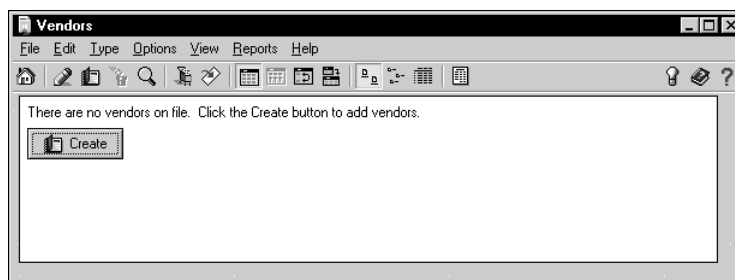 Vendors
File Edit Type Options View Reports Help
There are no vendors on file. Click the Create button to add vendors.
Create